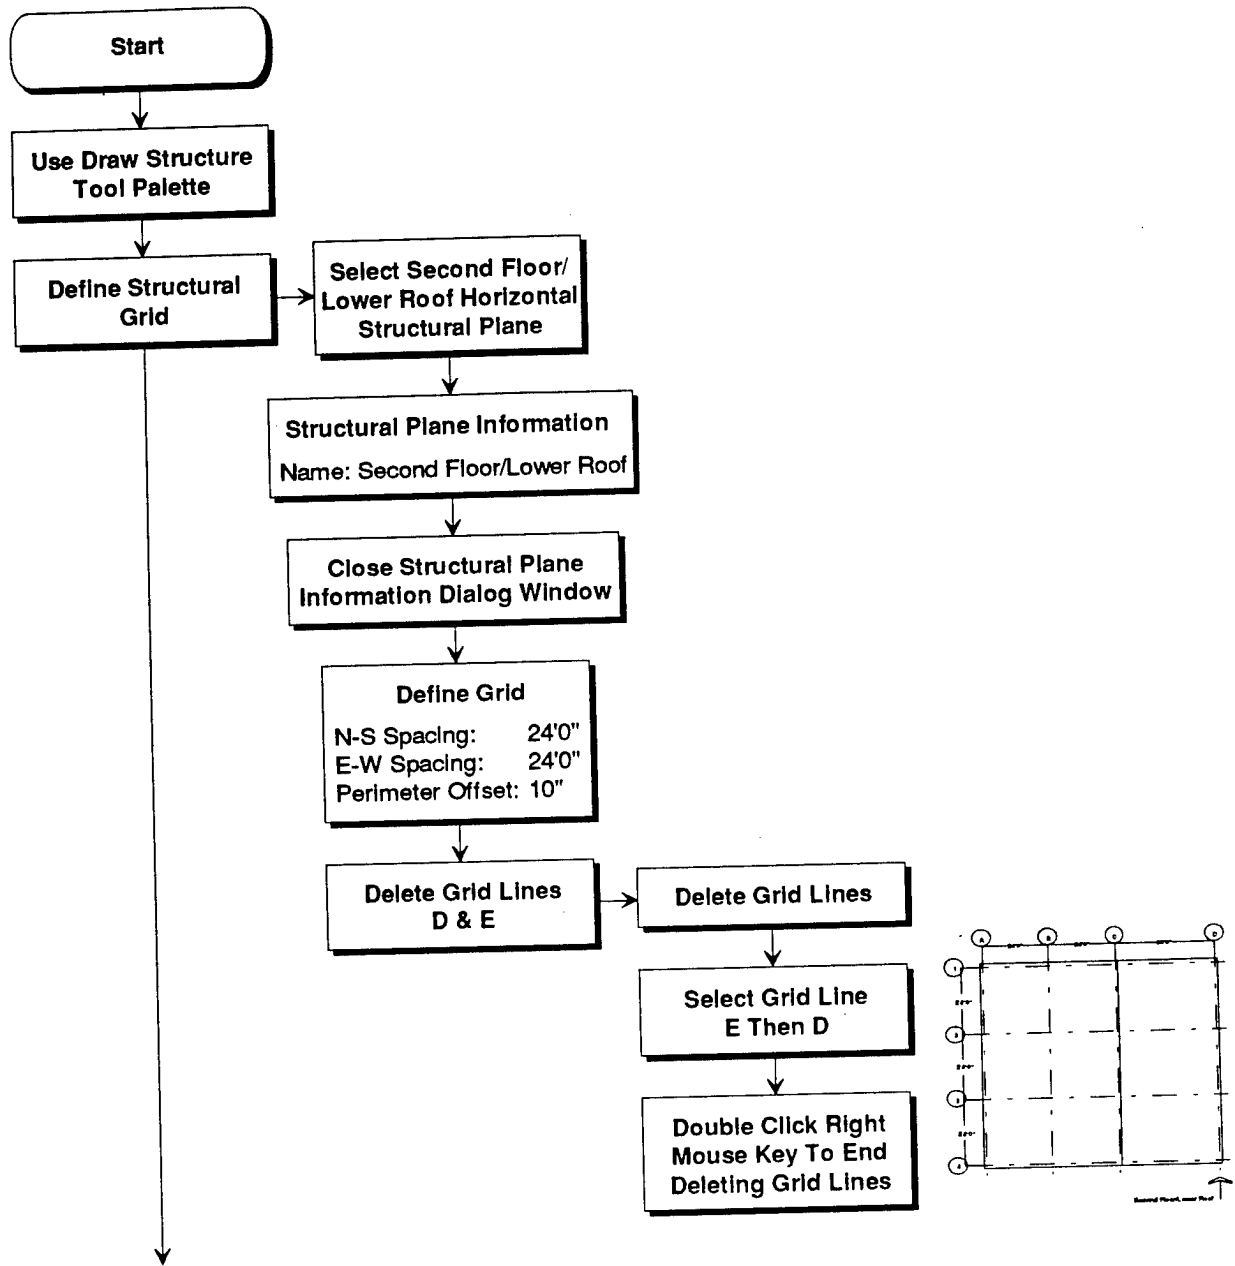 Start
Use Draw Structure
Tool Palette
Define Structural
Grid
Select Second Floor/
Lower Roof Horizontal
Structural Plane
Structural Plane Information
Name: Second Floor/Lower Roof
Close Structural Plane
Information Dialog Window
Define Grid
N-S Spacing: 24'0"
E-W Spacing: 24'0"
Perimeter Offset: 10"
Delete Grid Lines
D & E
Delete Grid Lines
Select Grid Line
E Then D
Double Click Right
Mouse Key To End
Deleting Grid Lines
A B C D
1
4